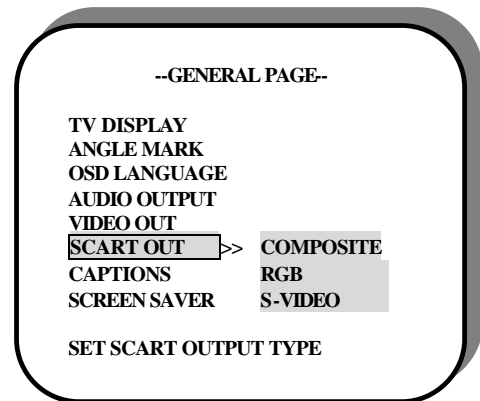 --GENERAL PAGE--
TV DISPLAY
ANGLE MARK
OSD LANGUAGE
AUDIO OUTPUT
VIDEO OUT
SCART OUT >> COMPOSITE
CAPTIONS RGB
SCREEN SAVER S-VIDEO
SET SCART OUTPUT TYPE